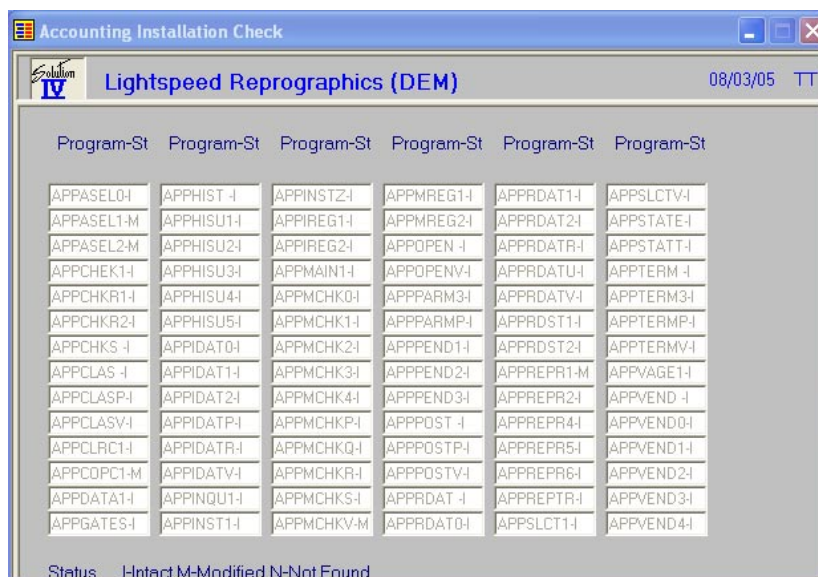 Accounting Installation Check
Solution IV Lightspeed Reprographics (DEM) 08/03/05 TT
Program-St Program-St Program-St Program-St Program-St Program-St
APPASEL0-I APPHIST -I APPINSTZ-I APPMREG1-I APPRDAT1-I APPSLCTV-I
APPASEL1-M APPHISU1-I APPIREG1-I APPMREG2-I APPRDAT2-I APPSTATE-I
APPASEL2-M APPHISU2-I APPIREG2-I APPOPEN -I APPRDATR-I APPSTATT-I
APPCHEK1-I APPHISU3-I APPMAIN1-I APPOPENV-I APPRDATU-I APPTERM -I
APPCHKR1-I APPHISU4-I APPMCHK0-I APPPARM3-I APPRDATV-I APPTERM3-I
APPCHKR2-I APPHISU5-I APPMCHK1-I APPPARMP-I APPRDST1-I APPTERMP-I
APPCHKS -I APPIDAT0-I APPMCHK2-I APPPEND1-I APPRDST2-I APPTERMV-I
APPCLAS -I APPIDAT1-I APPMCHK3-I APPPEND2-I APPREPR1-M APPVAGE1-I
APPCLASP-I APPIDAT2-I APPMCHK4-I APPPEND3-I APPREPR2-I APPVEND -I
APPCLASV-I APPIDATP-I APPMCHKP-I APPPOST -I APPREPR4-I APPVEND0-I
APPCLRC1-I APPIDATR-I APPMCHKQ-I APPPOSTP-I APPREPR5-I APPVEND1-I
APPCOPC1-M APPIDATV-I APPMCHKR-I APPPOSTV-I APPREPR6-I APPVEND2-I
APPDATA1-I APPINQU1-I APPMCHKS-I APPRDAT -I APPREPTR-I APPVEND3-I
APPGATES-I APPINST1-I APPMCHKV-M APPRDAT0-I APPSLCT1-I APPVEND4-I
Status I-Intact M-Modified N-Not Found